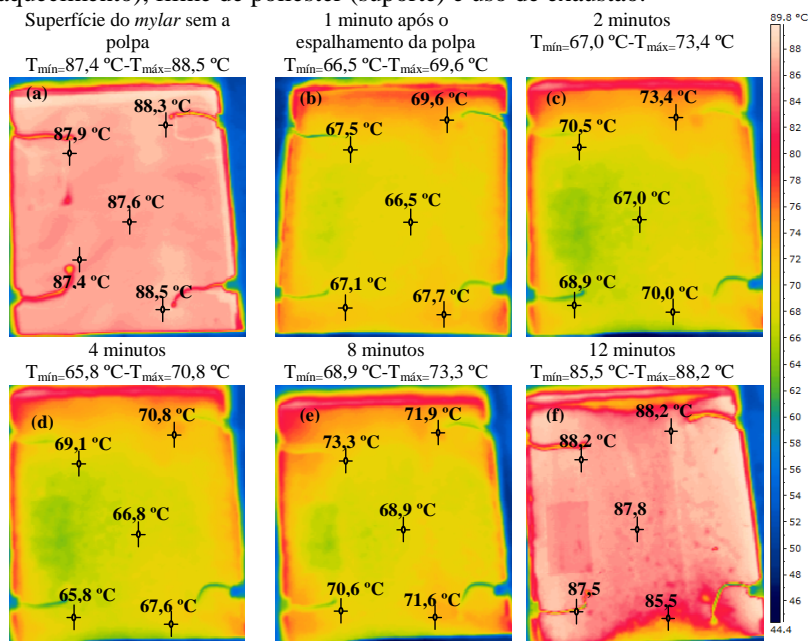 aquecimento), filme de poliéster (suporte) e uso de exaustão.
Superfície do mylar sem a
polpa
Tmín=87,4 ºC-Tmáx=88,5 ºC
1 minuto após o
espalhamento da polpa
Tmín=66,5 ºC-Tmáx=69,6 ºC
2 minutos
Tmín=67,0 ºC-Tmáx=73,4 ºC
89.8 °C
(a)
88,3 ºC
87,9 ºC
87,6 ºC
87,4 ºC
88,5 ºC
(b)
69,6 ºC
67,5 ºC
66,5 ºC
67,1 ºC
67,7 ºC
(c)
73,4 ºC
70,5 ºC
67,0 ºC
68,9 ºC
70,0 ºC
4 minutos
Tmín=65,8 ºC-Tmáx=70,8 ºC
8 minutos
Tmín=68,9 ºC-Tmáx=73,3 ºC
12 minutos
Tmín=85,5 ºC-Tmáx=88,2 ºC
(d)
70,8 ºC
69,1 ºC
66,8 ºC
65,8 ºC
67,6 ºC
(e)
71,9 ºC
73,3 ºC
68,9 ºC
70,6 ºC
71,6 ºC
(f)
88,2 ºC
88,2 ºC
87,8
87,5
85,5
88
86
84
82
80
78
76
74
72
70
68
66
64
62
60
58
56
54
52
50
48
46
44.4